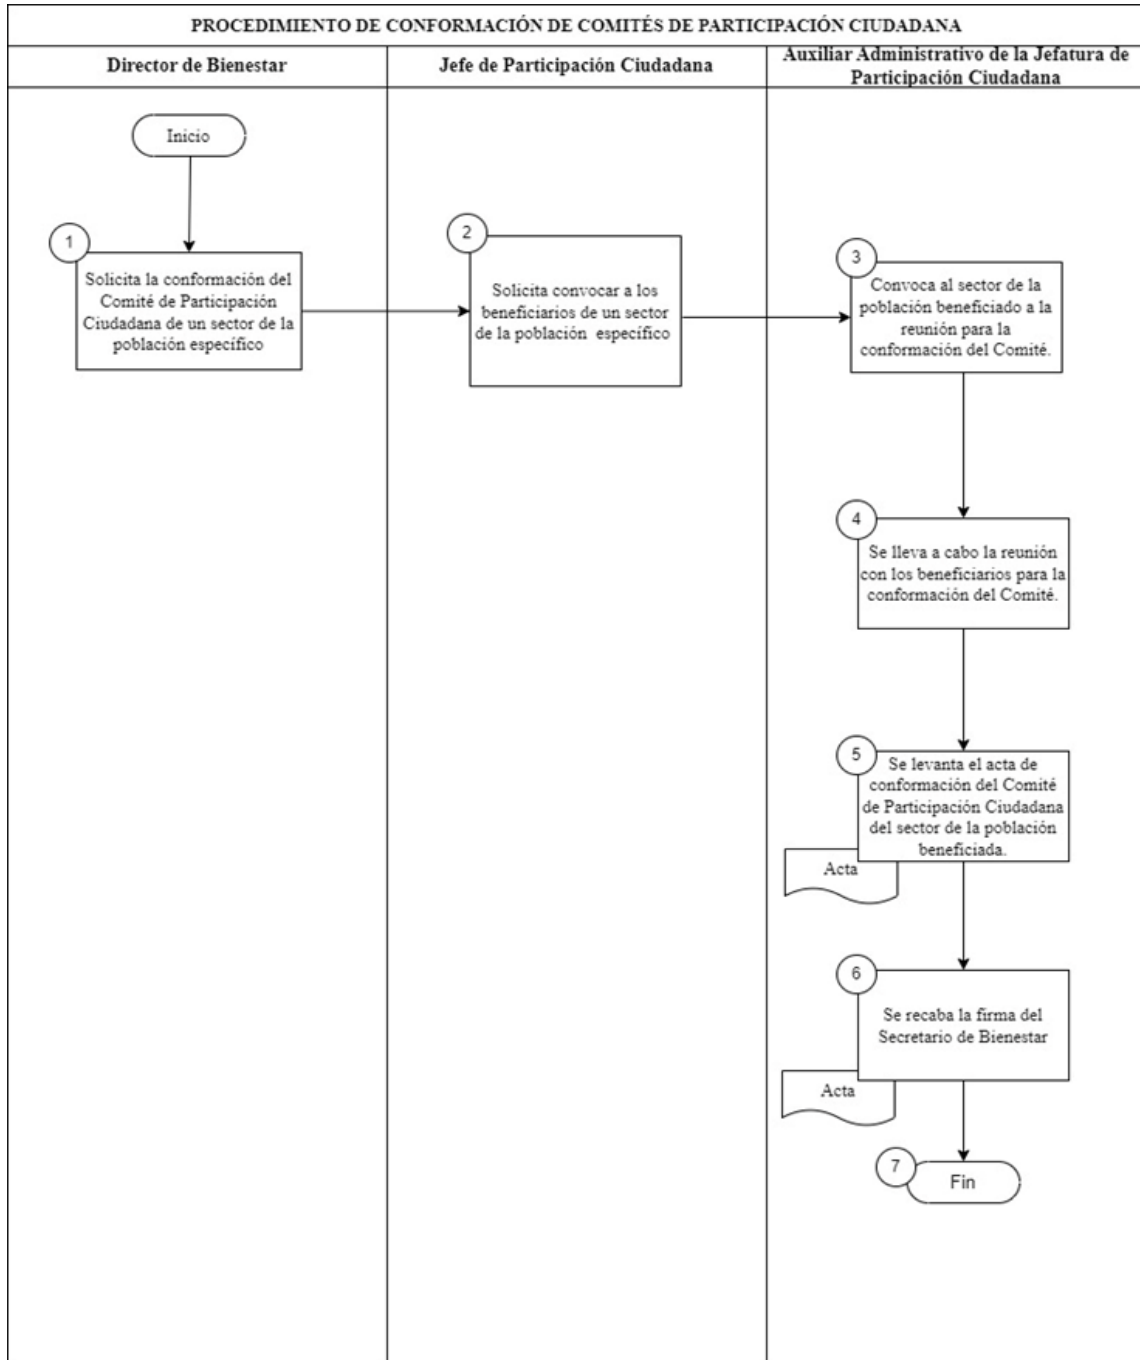 PROCEDIMIENTO DE CONFORMACIÓN DE COMITÉS DE PARTICIPACIÓN CIUDADANA
Director de Bienestar
Jefe de Participación Ciudadana
Auxiliar Administrativo de la Jefatura de
Participación Ciudadana
Inicio
1
Solicita la conformación del
Comité de Participación
Ciudadana de un sector de la
población específico
2
Solicita convocar a los
beneficiarios de un sector
de la población específico
3
Convoca al sector de la
población beneficiado a la
reunión para la
conformación del Comité.
4
Se lleva a cabo la reunión
con los beneficiarios para la
conformación del Comité.
5
Se levanta el acta de
conformación del Comité
de Participación Ciudadana
del sector de la población
beneficiada.
Acta
6
Se recaba la firma del
Secretario de Bienestar
Acta
7
Fin